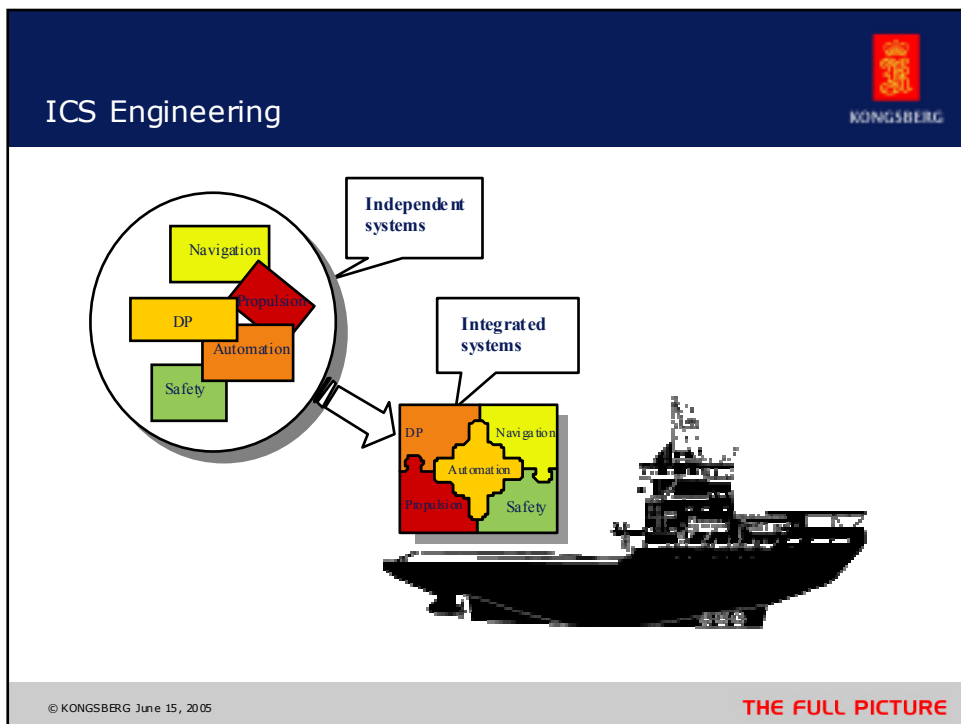 ICS Engineering
KONGSBERG
Independent
systems
Navigation
Propulsion
DP
Automation
Safety
Integrated
systems
DP
Navigation
Automation
Propulsion
Safety
© KONGSBERG June 15, 2005
THE FULL PICTURE